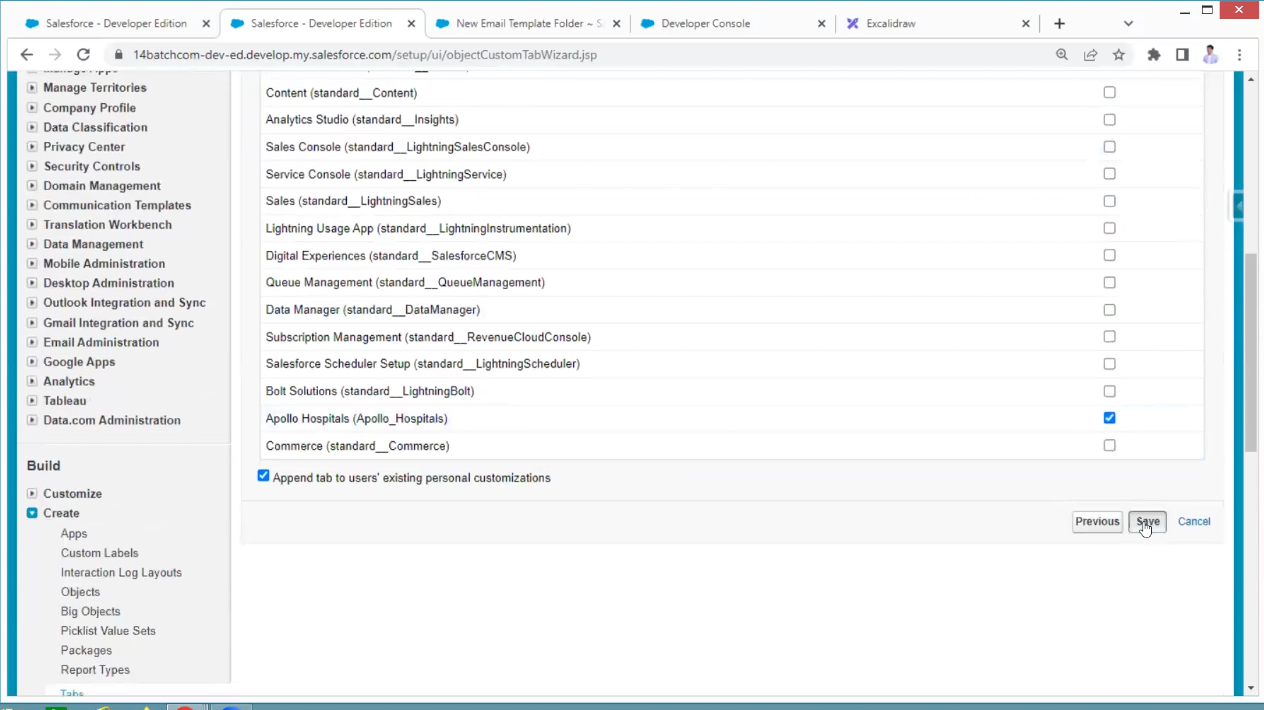 Salesforce - Developer Edition
Salesforce - Developer Edition
New Email Template Folder ~ S
Developer Console
Excalidraw
14batchcom-dev-ed.develop.my.salesforce.com/setup/ui/objectCustomTabWizard.jsp
Manage Apps
Manage Territories
Company Profile
Data Classification
Privacy Center
Security Controls
Domain Management
Communication Templates
Translation Workbench
Data Management
Mobile Administration
Desktop Administration
Outlook Integration and Sync
Gmail Integration and Sync
Email Administration
Google Apps
Analytics
Tableau
Data.com Administration
Build
Customize
Create
Apps
Custom Labels
Interaction Log Layouts
Objects
Big Objects
Picklist Value Sets
Packages
Report Types
Tabs
Content (standard__Content)
Analytics Studio (standard__Insights)
Sales Console (standard__LightningSalesConsole)
Service Console (standard__LightningService)
Sales (standard__LightningSales)
Lightning Usage App (standard__LightningInstrumentation)
Digital Experiences (standard__SalesforceCMS)
Queue Management (standard__QueueManagement)
Data Manager (standard__DataManager)
Subscription Management (standard__RevenueCloudConsole)
Salesforce Scheduler Setup (standard__LightningScheduler)
Bolt Solutions (standard__LightningBolt)
Apollo Hospitals (Apollo_Hospitals)
Commerce (standard__Commerce)
Append tab to users' existing personal customizations
Previous Save Cancel